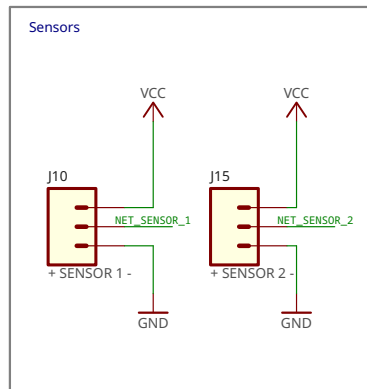 Sensors
VCC VCC
J10 J15
NET_SENSOR_1 NET_SENSOR_2
+ SENSOR 1 - + SENSOR 2 -
GND GND